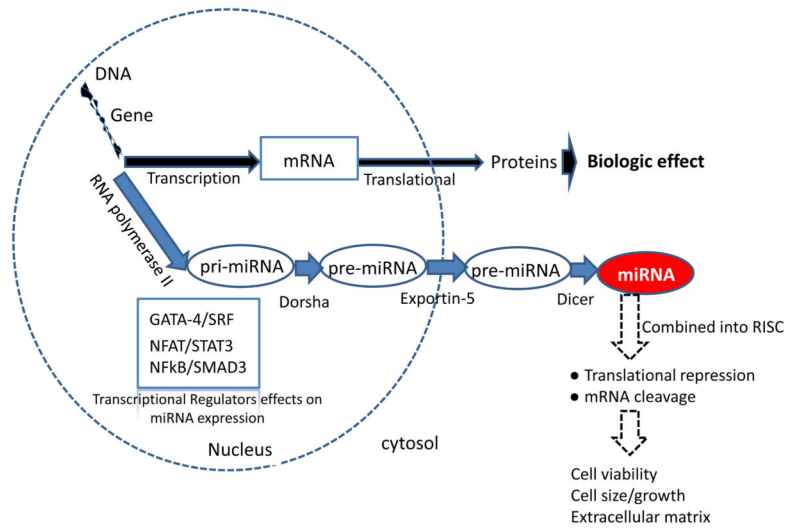 DNA
Gene
mRNA
Proteins
Biologic effect
Transcription
Translational
RNA polymerase II
pri-miRNA
pre-miRNA
pre-miRNA
miRNA
Dorsha
Exportin-5
Dicer
GATA-4/SRF
NFAT/STAT3
NFkB/SMAD3
Transcriptional Regulators effects on
miRNA expression
Nucleus
cytosol
Combined into RISC
● Translational repression
● mRNA cleavage
Cell viability
Cell size/growth
Extracellular matrix